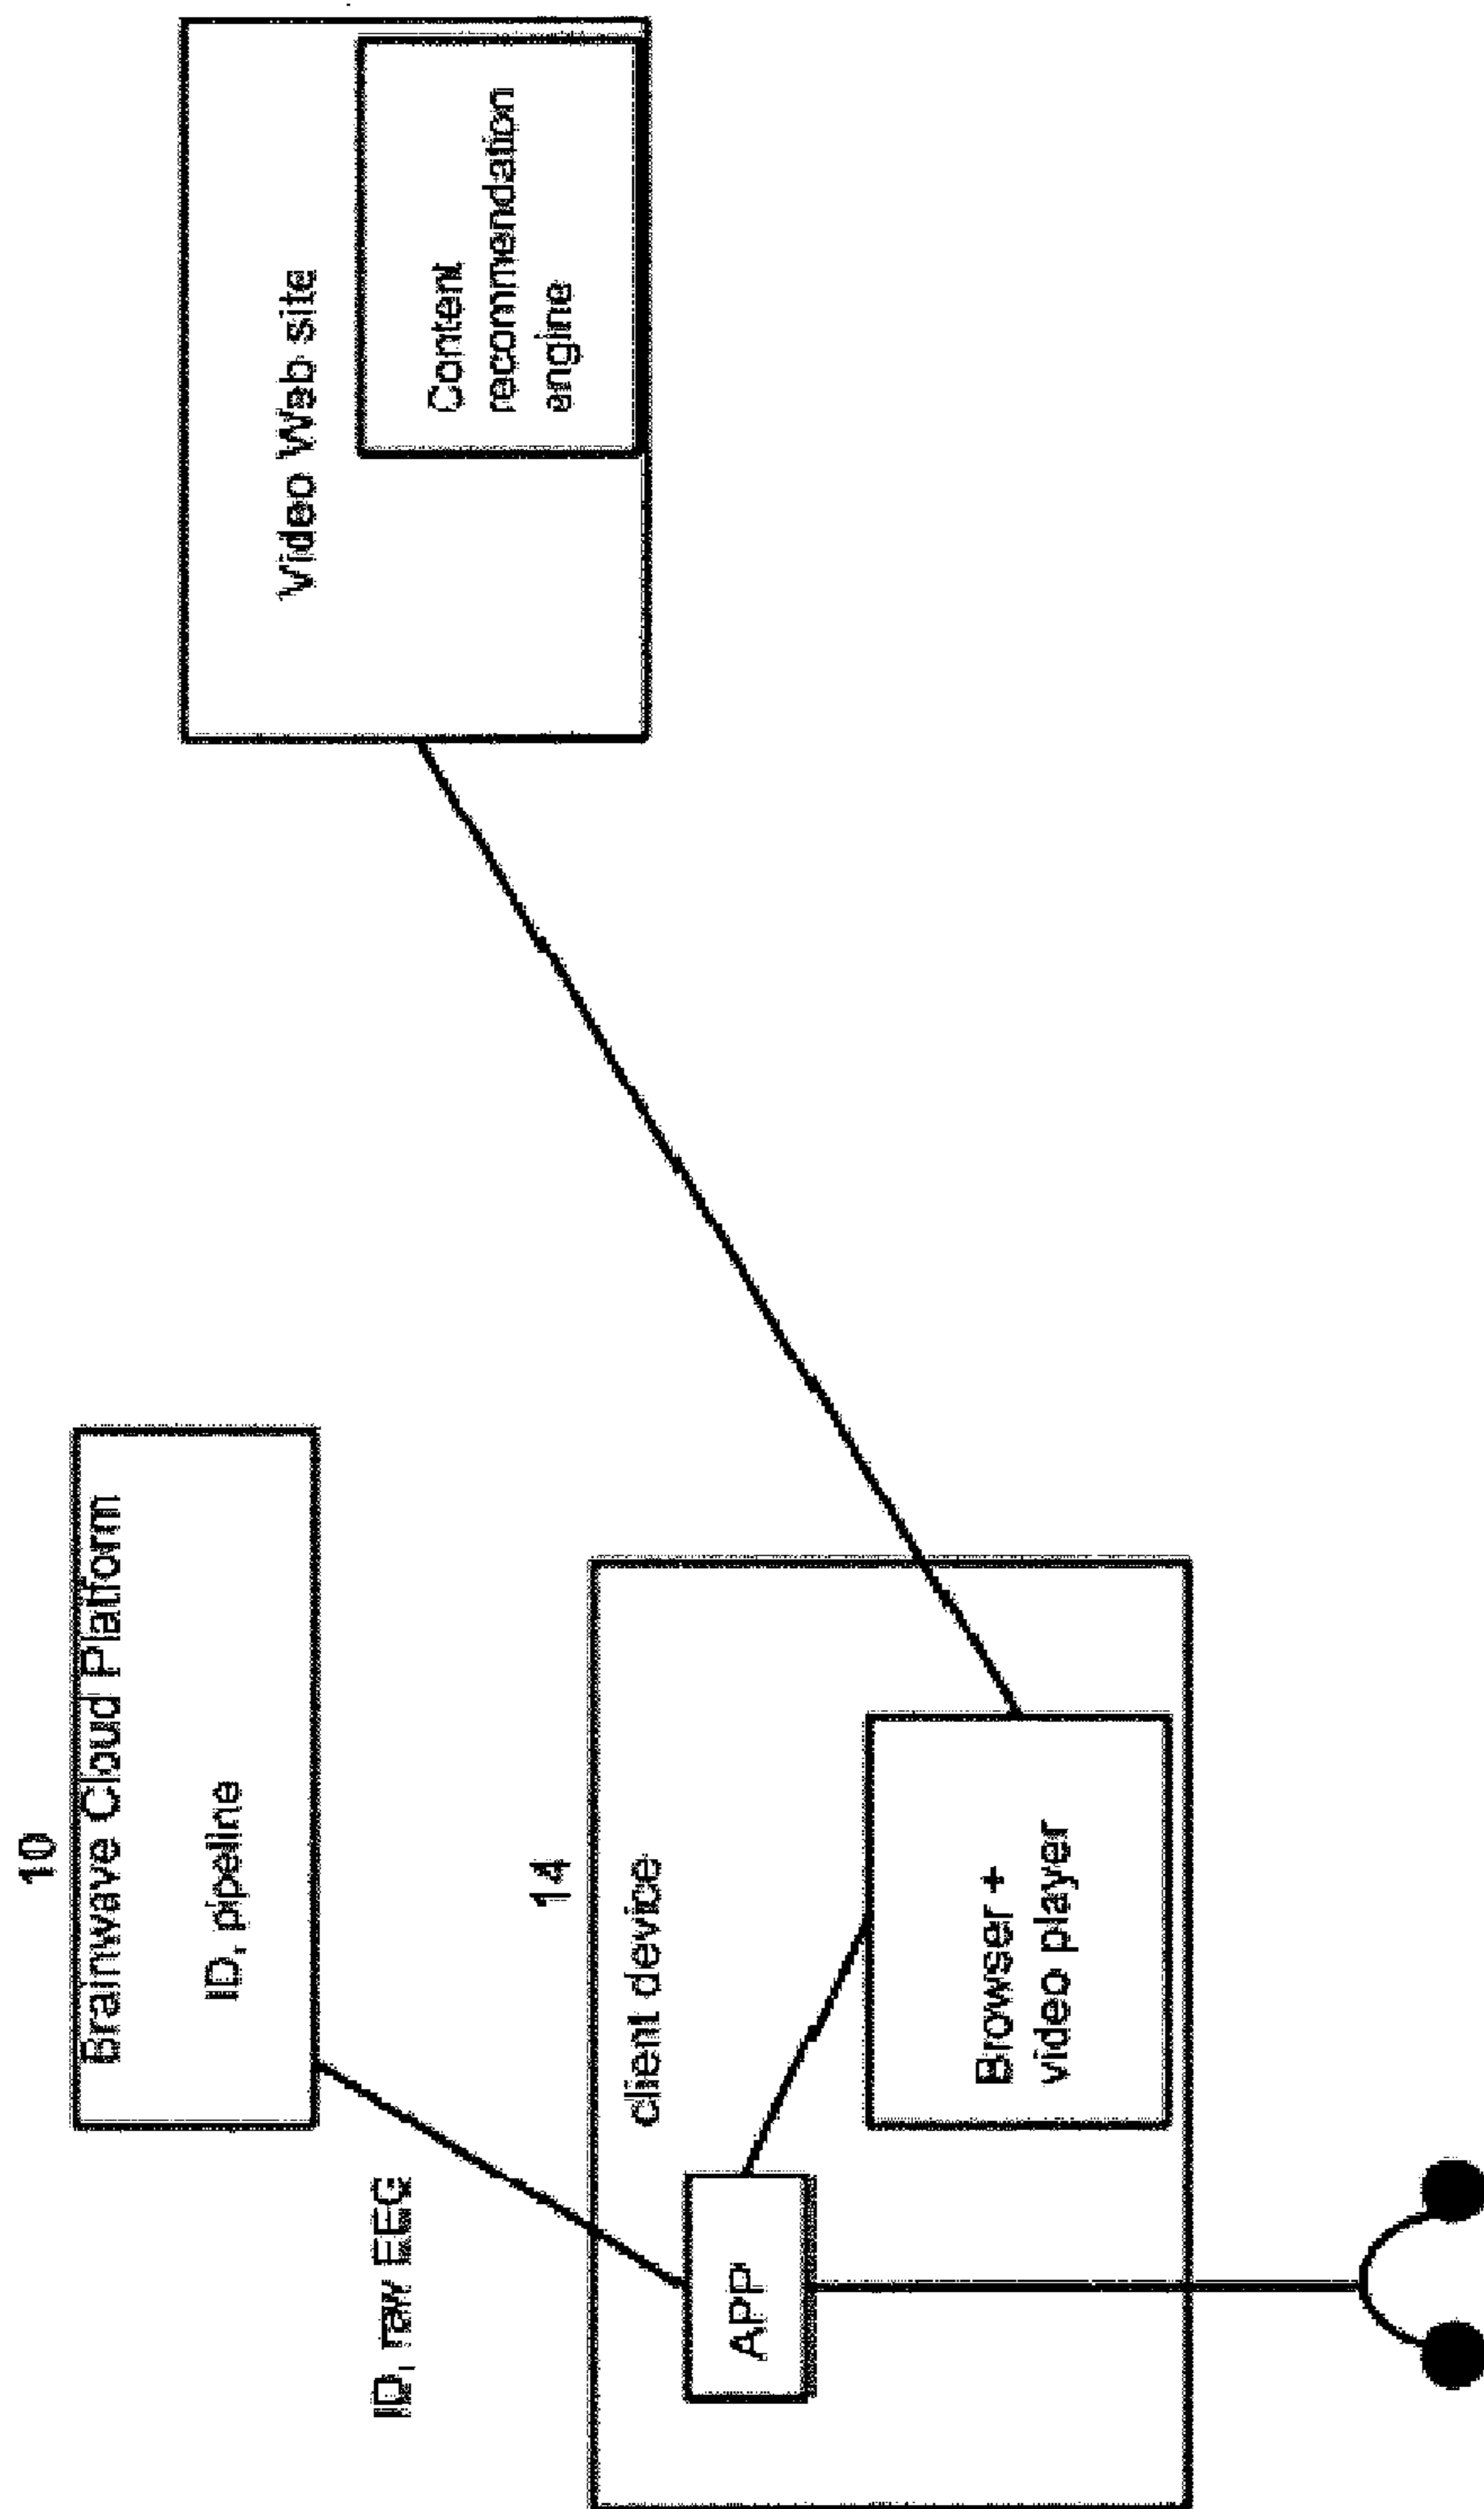 10
Brainwave Cloud Platform
ID, pipeline
Video Web site
Content
recommendation
engine
ID, raw EEG
14
client device
APP
Browser +
video player